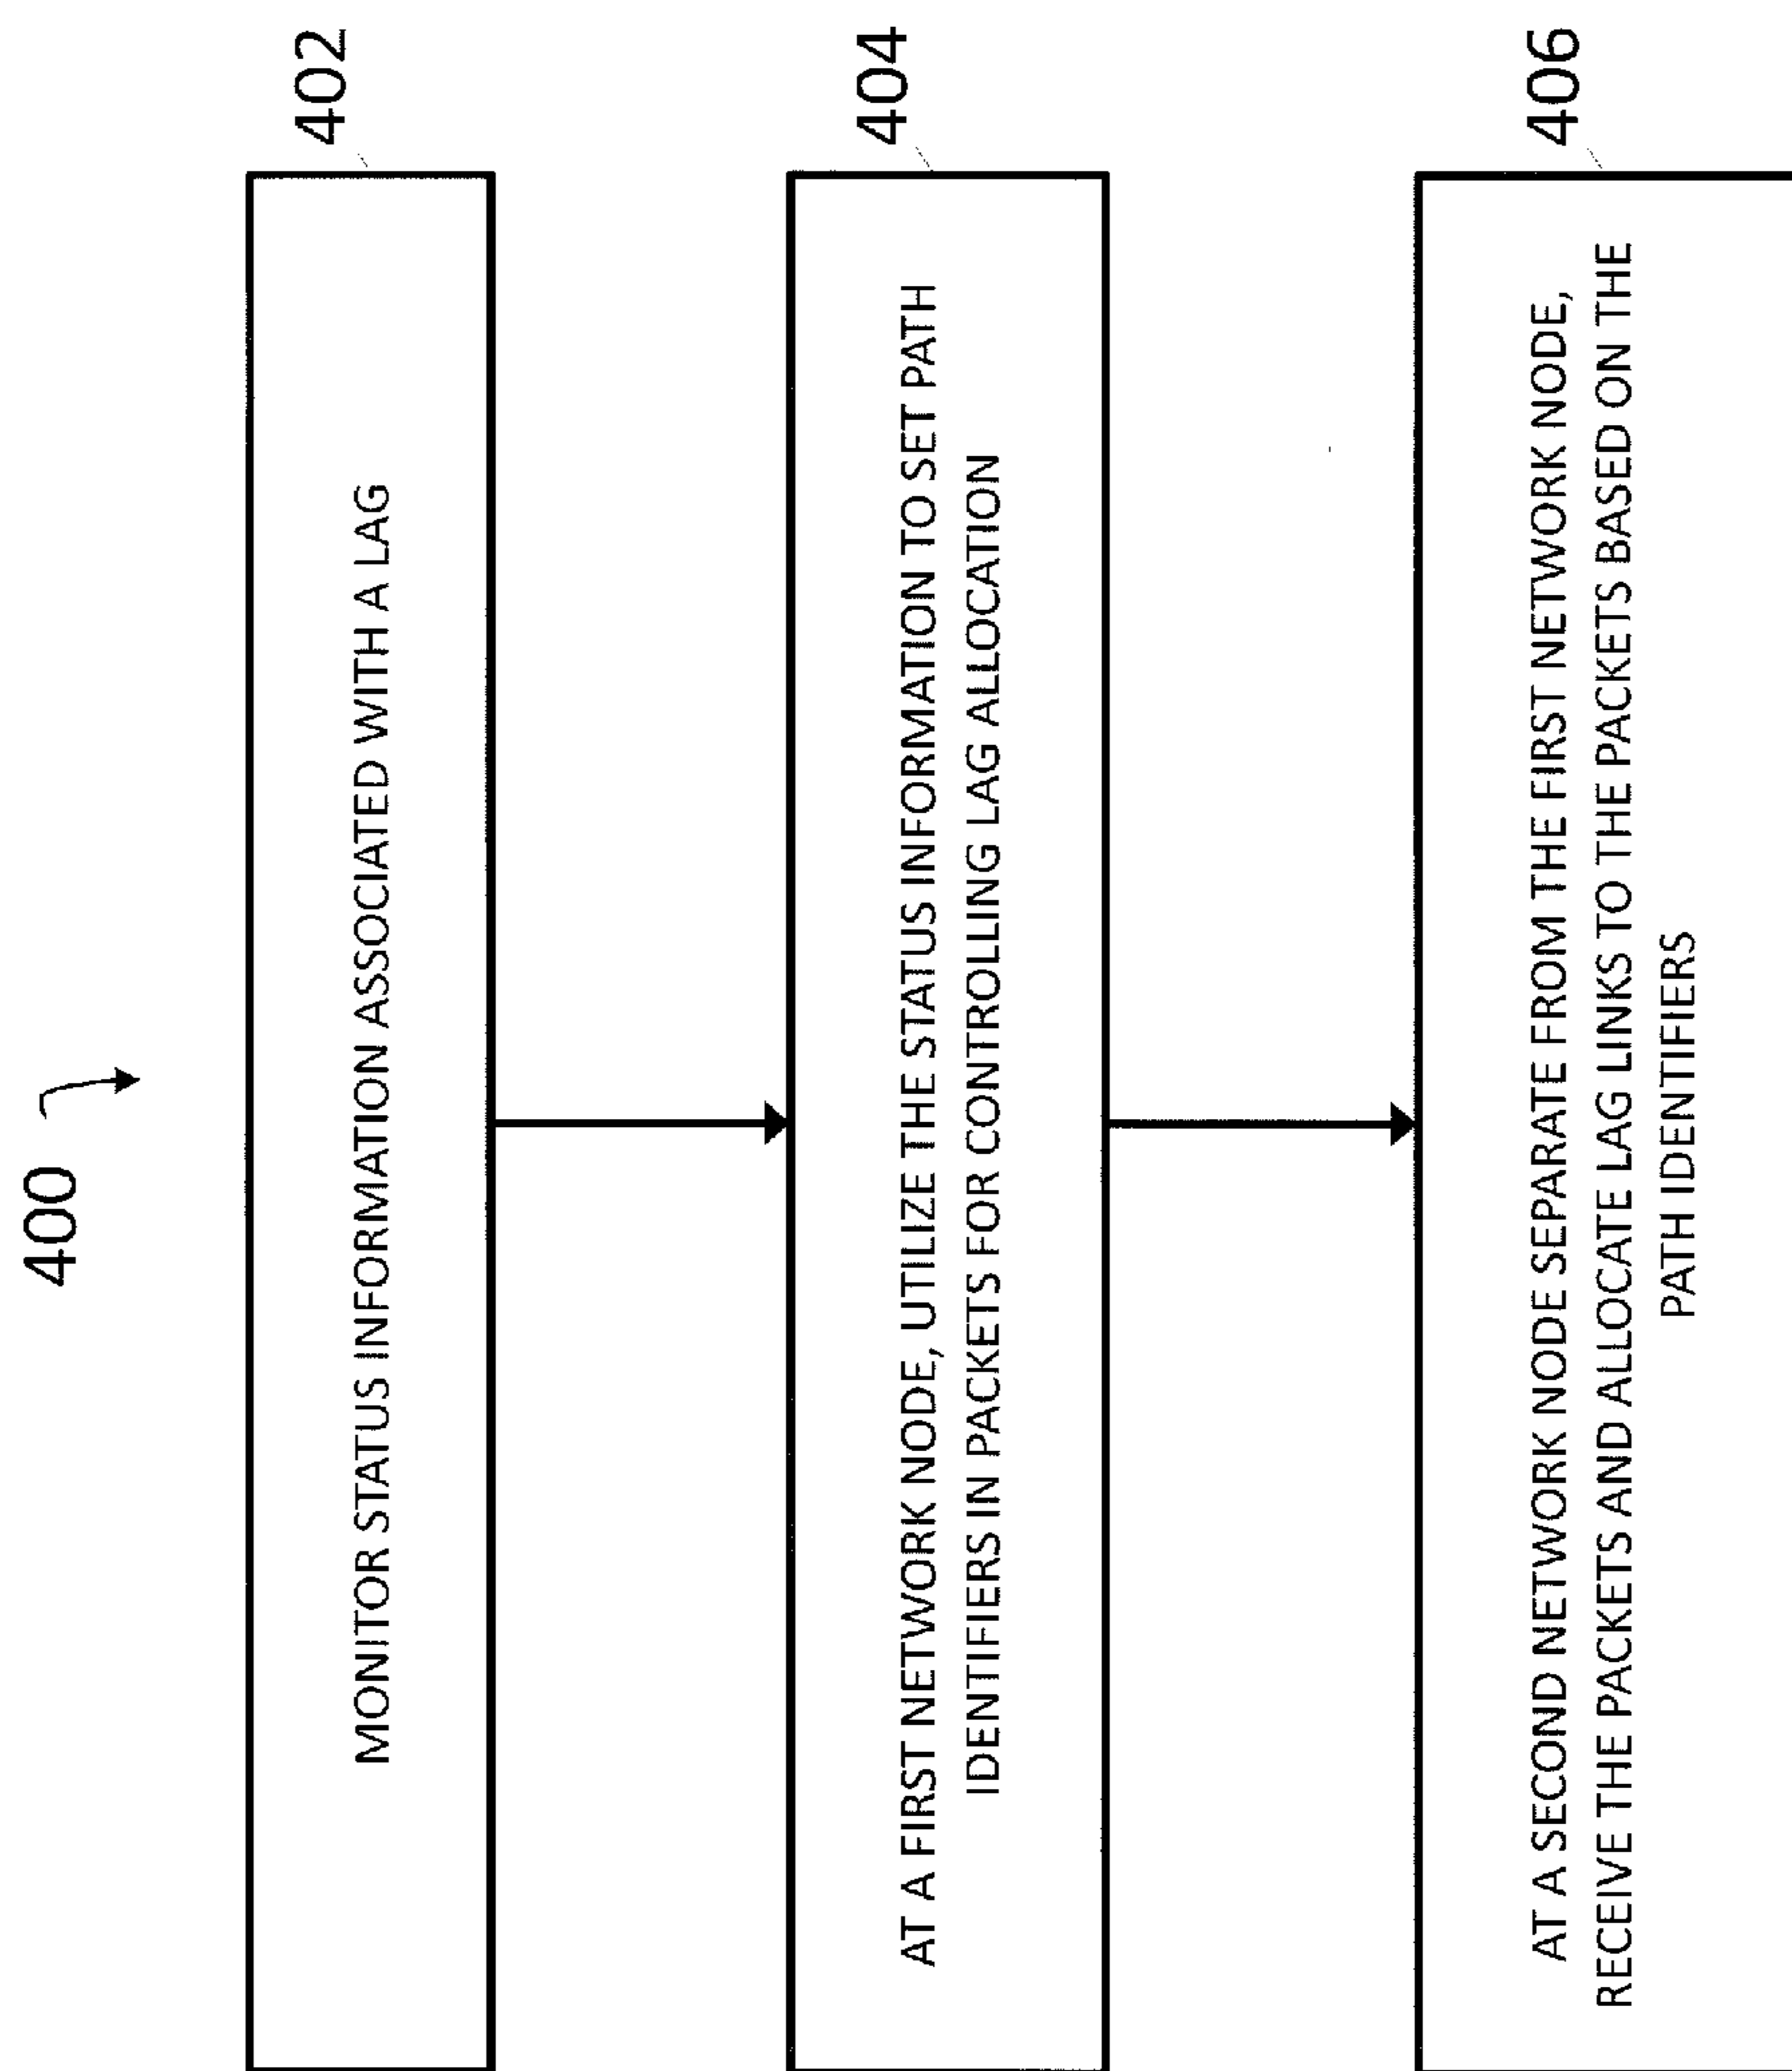 400
402
MONITOR STATUS INFORMATION ASSOCIATED WITH A LAG
404
AT A FIRST NETWORK NODE, UTILIZE THE STATUS INFORMATION TO SET PATH
IDENTIFIERS IN PACKETS FOR CONTROLLING LAG ALLOCATION
406
AT A SECOND NETWORK NODE SEPARATE FROM THE FIRST NETWORK NODE,
RECEIVE THE PACKETS AND ALLOCATE LAG LINKS TO THE PACKETS BASED ON THE
PATH IDENTIFIERS